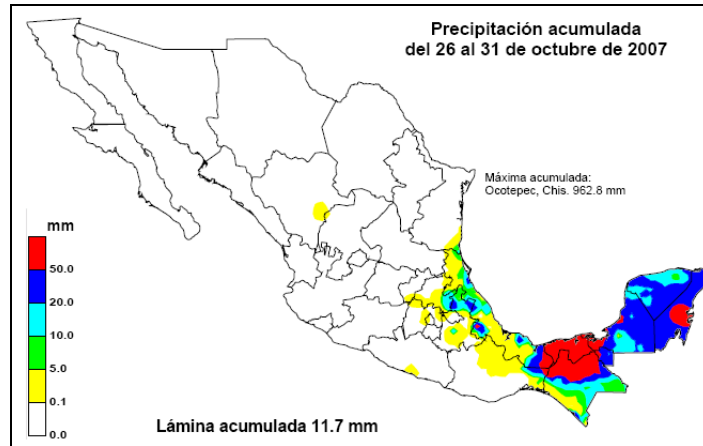 Precipitación acumulada
del 26 al 31 de octubre de 2007
Máxima acumulada:
Ocotepec, Chis. 962.8 mm
mm
50.0
20.0
10.0
5.0
0.1
0.0
Lámina acumulada 11.7 mm